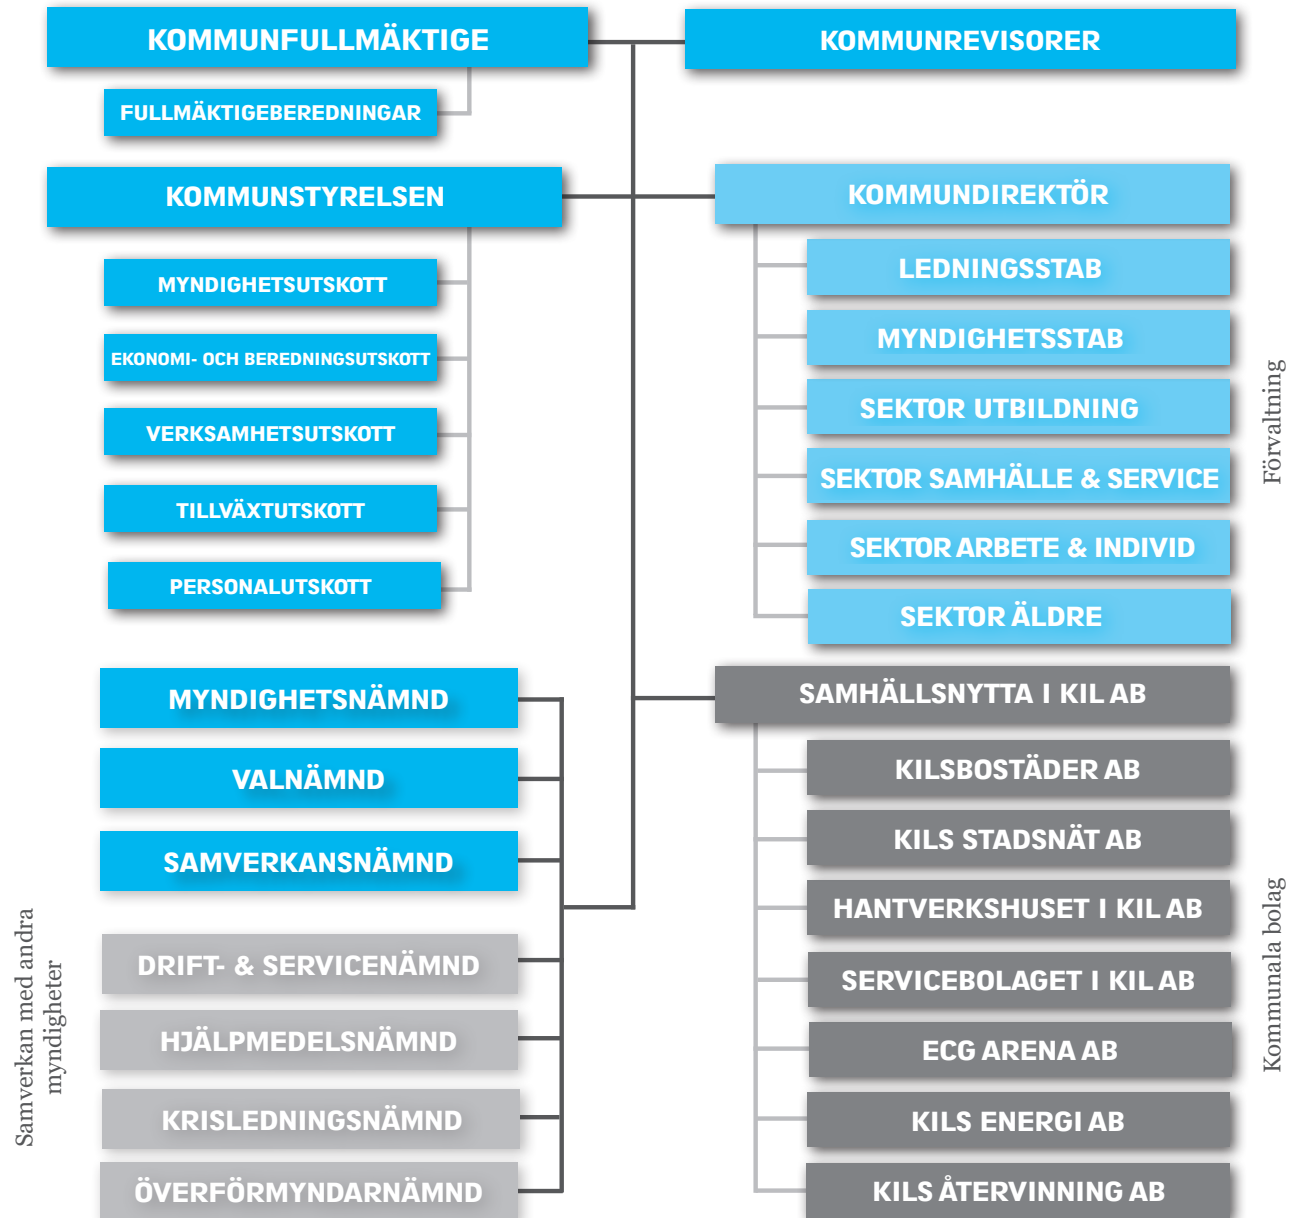 KOMMUNFULLMÄKTIGE
KOMMUNREVISORER
FULLMÄKTIGEBEREDNINGAR
KOMMUNSTYRELSEN
MYNDIGHETSUTSKOTT
EKONOMI- OCH BEREDNINGSUTSKOTT
VERKSAMHETSUTSKOTT
TILLVÄXTUTSKOTT
PERSONALUTSKOTT
KOMMUNDIREKTÖR
LEDNINGSSTAB
MYNDIGHETSSTAB
SEKTOR UTBILDNING
SEKTOR SAMHÄLLE & SERVICE
SEKTOR ARBETE & INDIVID
SEKTOR ÄLDRE
Förvaltning
MYNDIGHETSNÄMND
VALNÄMND
SAMVERKANSNÄMND
DRIFT- & SERVICENÄMND
HJÄLPMEDELSNÄMND
KRISLEDNINGSNÄMND
ÖVERFÖRMYNDARNÄMND
Samverkan med andra
myndigheter
SAMHÄLLSNYTTA I KIL AB
KILSBOSTÄDER AB
KILS STADSNÄT AB
HANTVERKSHUSET I KIL AB
SERVICEBOLAGET I KIL AB
ECG ARENA AB
KILS ENERGI AB
KILS ÅTERVINNING AB
Kommunala bolag